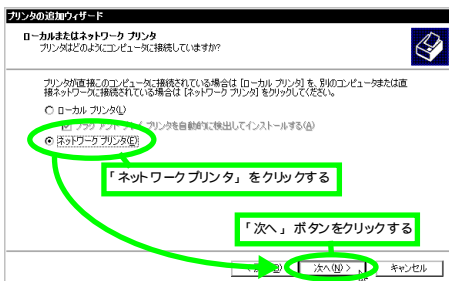 プリンタの追加ウィザード
ローカルまたはネットワーク プリンタ
プリンタはどのようにコンピュータに接続していますか?
プリンタが直接このコンピュータに接続されている場合は [ローカル プリンタ] を、別のコンピュータまたは直
接ネットワークに接続されている場合は [ネットワーク プリンタ] をクリックしてください。
ローカル プリンタ(L)
プラグ アンド プレイ プリンタを自動的に検出してインストールする(A)
ネットワーク プリンタ(E)
「ネットワークプリンタ」をクリックする
「次へ」ボタンをクリックする
次へ(N) > キャンセル